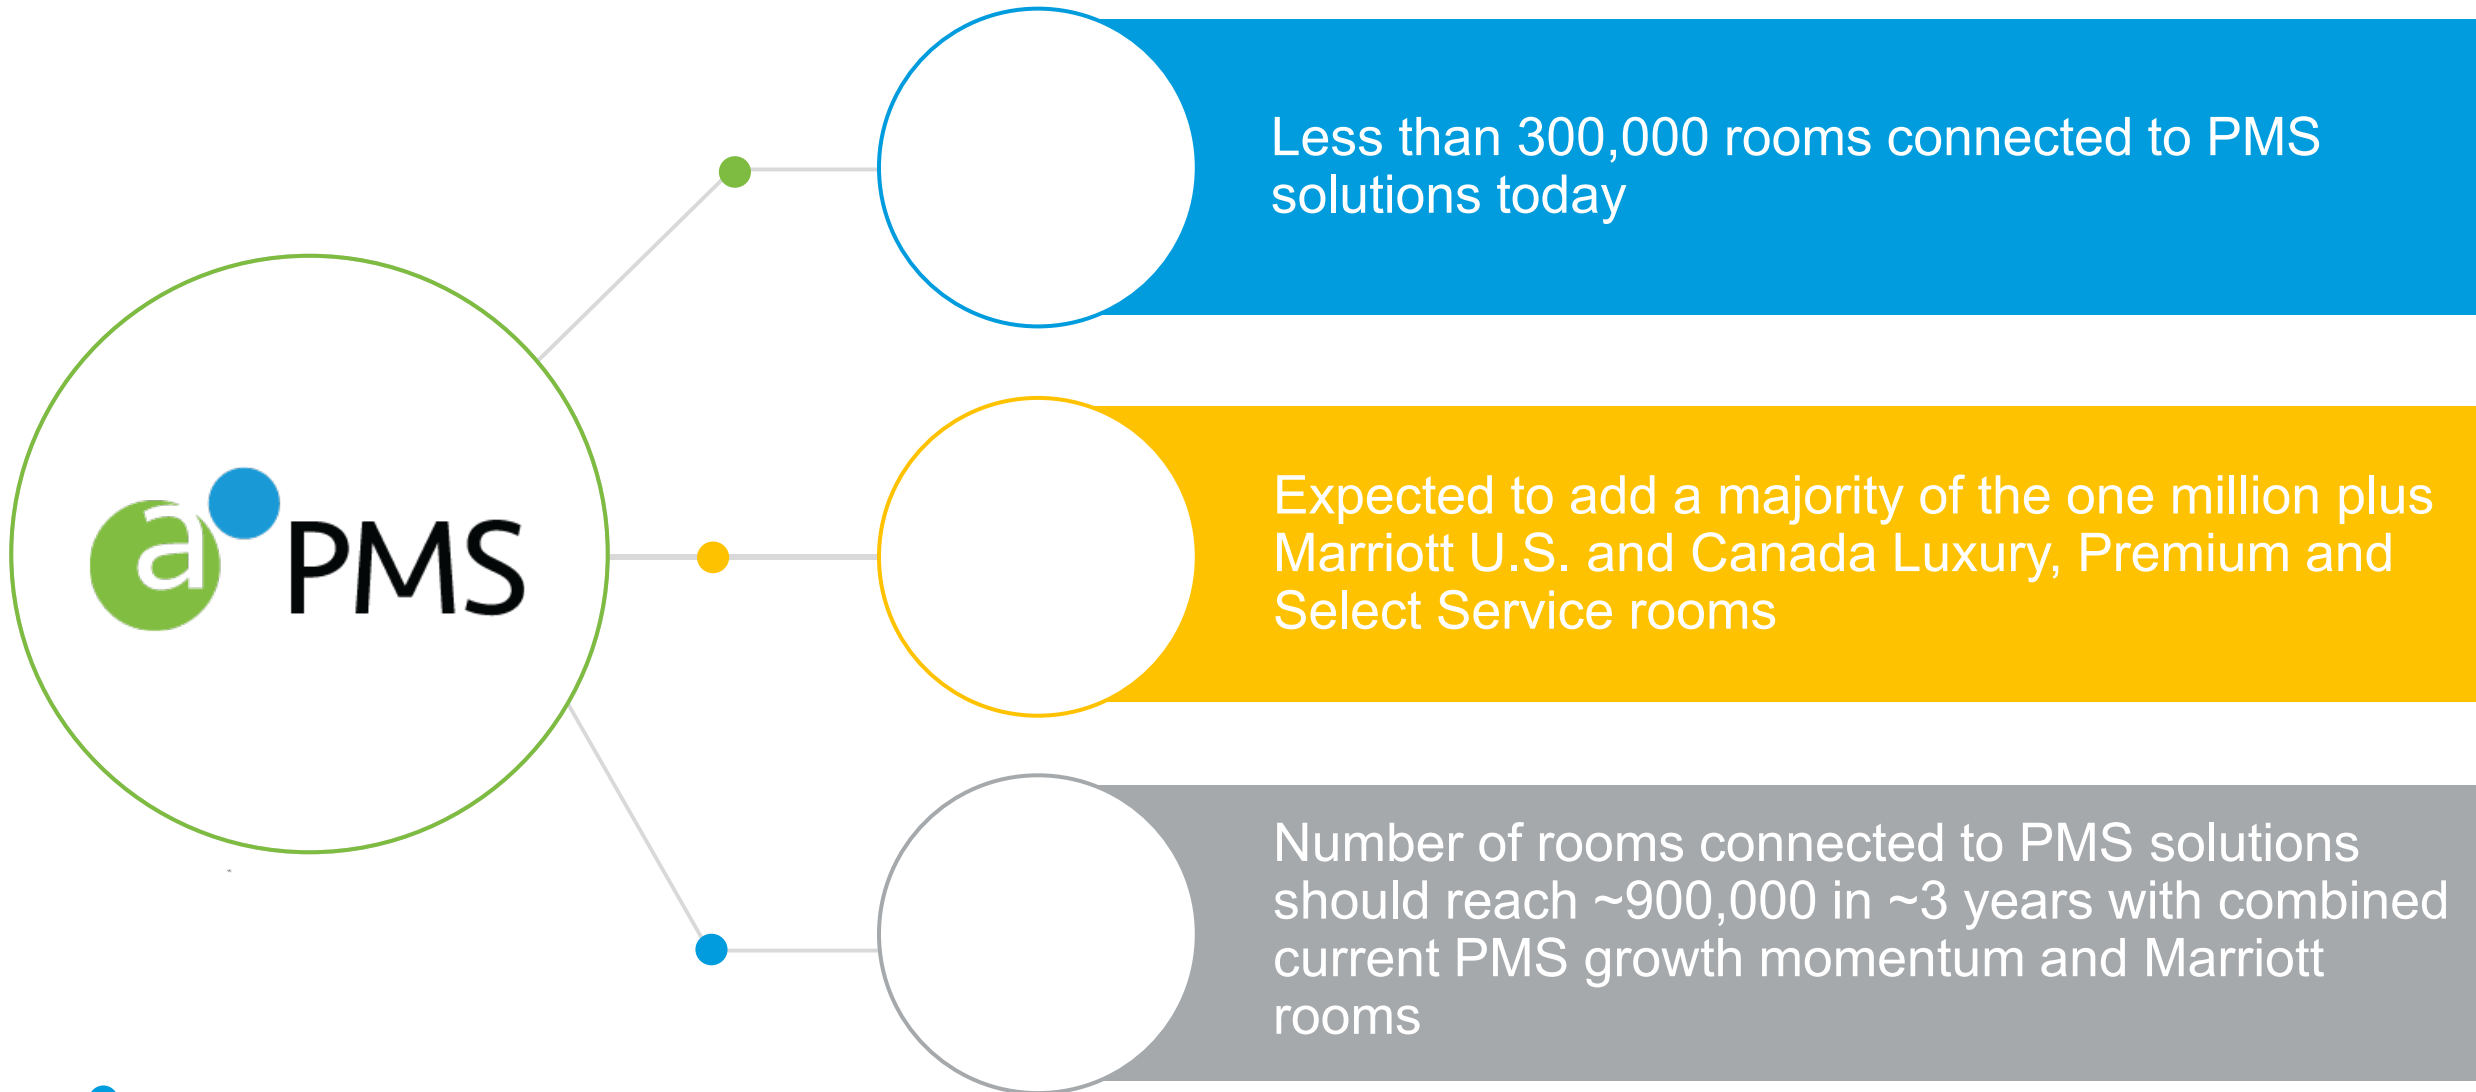 a PMS
Less than 300,000 rooms connected to PMS
solutions today
Expected to add a majority of the one million plus
Marriott U.S. and Canada Luxury, Premium and
Select Service rooms
Number of rooms connected to PMS solutions
should reach ~900,000 in ~3 years with combined
current PMS growth momentum and Marriott
rooms